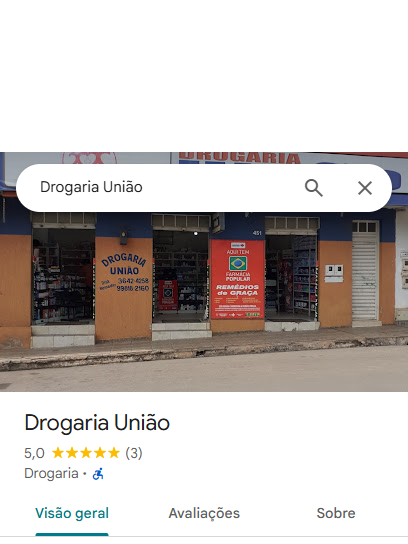 DROGARIA
Drogaria União
451
DROGARIA
UNIÃO
3642-4258
99816-2160
AQUI TEM
FARMÁCIA
POPULAR
REMÉDIOS
de GRAÇA
Drogaria União
5,0 ★★★★★ (3)
Drogaria ·
Visão geral
Avaliações
Sobre